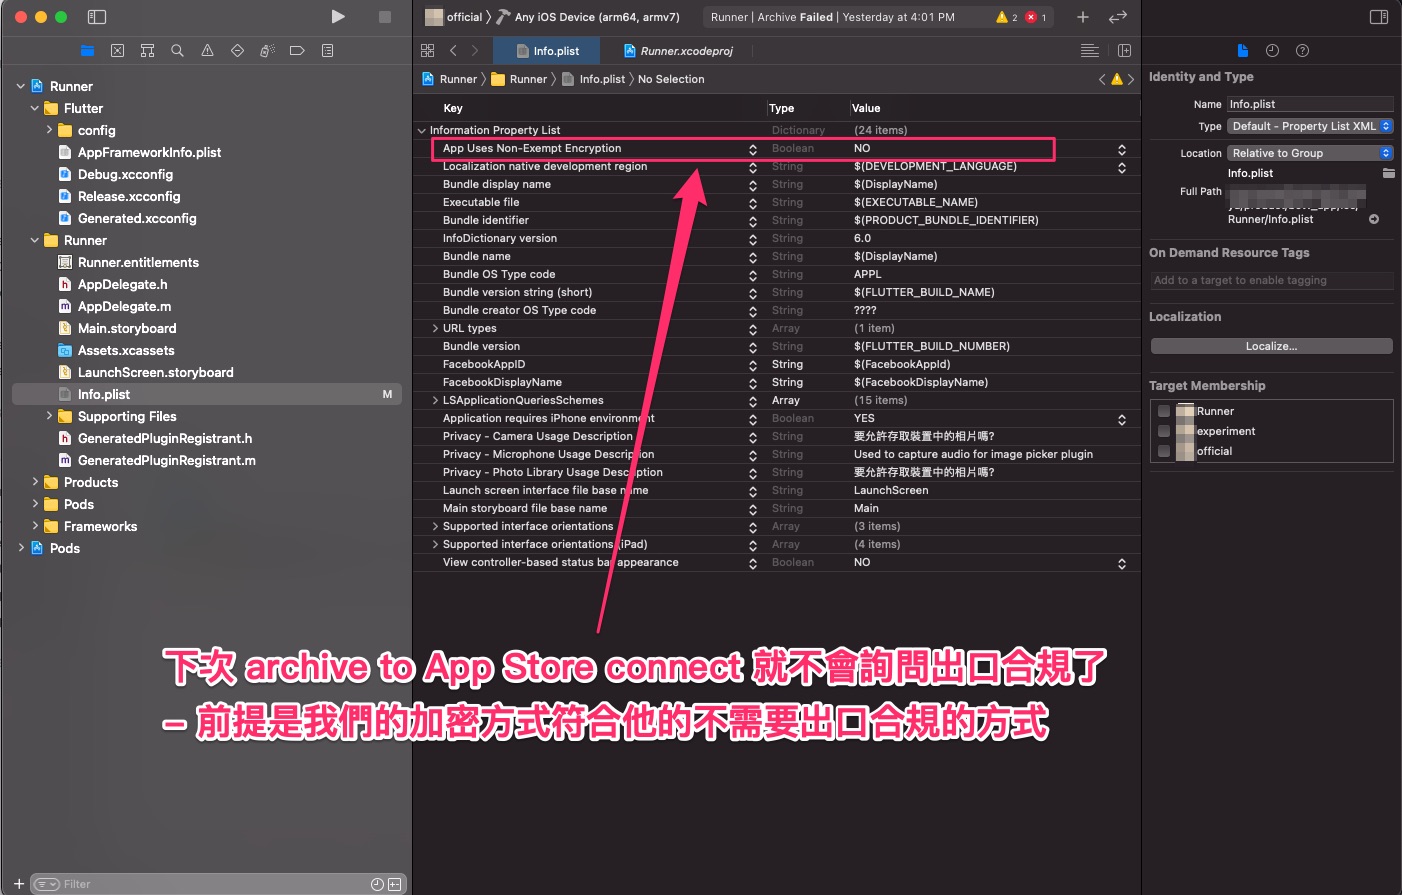 official
Any iOS Device (arm64, armv7)
Runner | Archive Failed | Yesterday at 4:01 PM
2
1
Info.plist
Runner.xcodeproj
Runner
Runner
Info.plist
No Selection
Runner
Flutter
config
AppFrameworkInfo.plist
Debug.xcconfig
Release.xcconfig
Generated.xcconfig
Runner
Runner.entitlements
AppDelegate.h
AppDelegate.m
Main.storyboard
Assets.xcassets
LaunchScreen.storyboard
Info.plist M
Supporting Files
GeneratedPluginRegistrant.h
GeneratedPluginRegistrant.m
Products
Pods
Frameworks
Pods
Filter
Key Type Value
Information Property List Dictionary (24 items)
App Uses Non-Exempt Encryption Boolean NO
Localization native development region String $(DEVELOPMENT_LANGUAGE)
Bundle display name String $(DisplayName)
Executable file String $(EXECUTABLE_NAME)
Bundle identifier String $(PRODUCT_BUNDLE_IDENTIFIER)
InfoDictionary version String 6.0
Bundle name String $(DisplayName)
Bundle OS Type code String APPL
Bundle version string (short) String $(FLUTTER_BUILD_NAME)
Bundle creator OS Type code String ????
URL types Array (1 item)
Bundle version String $(FLUTTER_BUILD_NUMBER)
FacebookAppID String $(FacebookAppId)
FacebookDisplayName String $(FacebookDisplayName)
LSApplicationQueriesSchemes Array (15 items)
Application requires iPhone environment Boolean YES
Privacy - Camera Usage Description String 要允許存取裝置中的相片嗎?
Privacy - Microphone Usage Description String Used to capture audio for image picker plugin
Privacy - Photo Library Usage Description String 要允許存取裝置中的相片嗎?
Launch screen interface file base name String LaunchScreen
Main storyboard file base name String Main
Supported interface orientations Array (3 items)
Supported interface orientations (iPad) Array (4 items)
View controller-based status bar appearance Boolean NO
下次 archive to App Store connect 就不會詢問出口合規了
– 前提是我們的加密方式符合他的不需要出口合規的方式
Identity and Type
Name Info.plist
Type Default - Property List XML
Location Relative to Group
Info.plist
Full Path
Runner/Info.plist
On Demand Resource Tags
Add to a target to enable tagging
Localization
Localize...
Target Membership
Runner
experiment
official